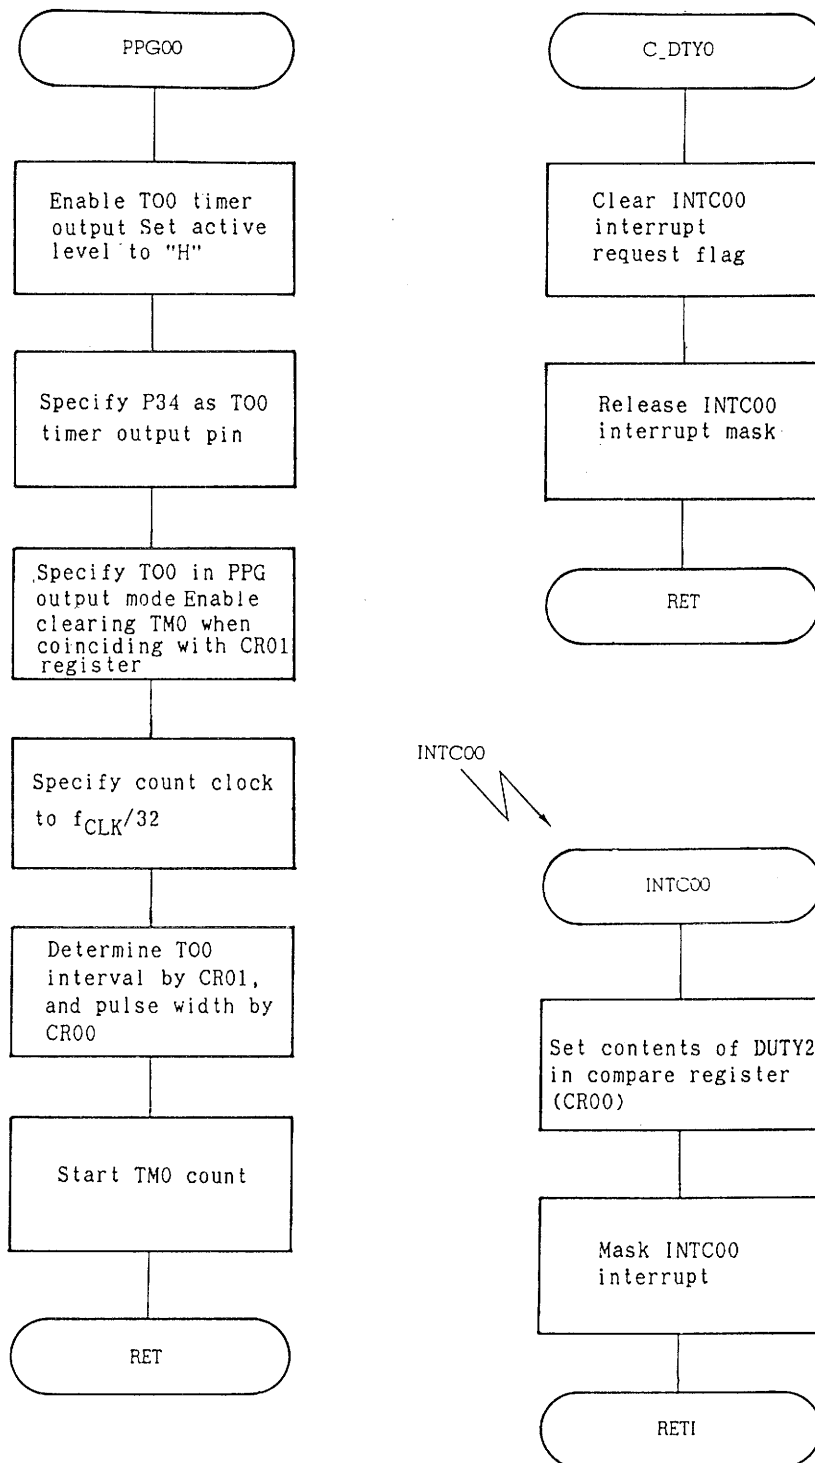 PPG00
Enable TO0 timer
output Set active
level to "H"
Specify P34 as TO0
timer output pin
Specify TO0 in PPG
output mode Enable
clearing TM0 when
coinciding with CR01
register
Specify count clock
to fCLK/32
Determine TO0
interval by CR01,
and pulse width by
CR00
Start TM0 count
RET
C_DTY0
Clear INTC00
interrupt
request flag
Release INTC00
interrupt mask
RET
INTC00
INTC00
Set contents of DUTY2
in compare register
(CR00)
Mask INTC00
interrupt
RETI